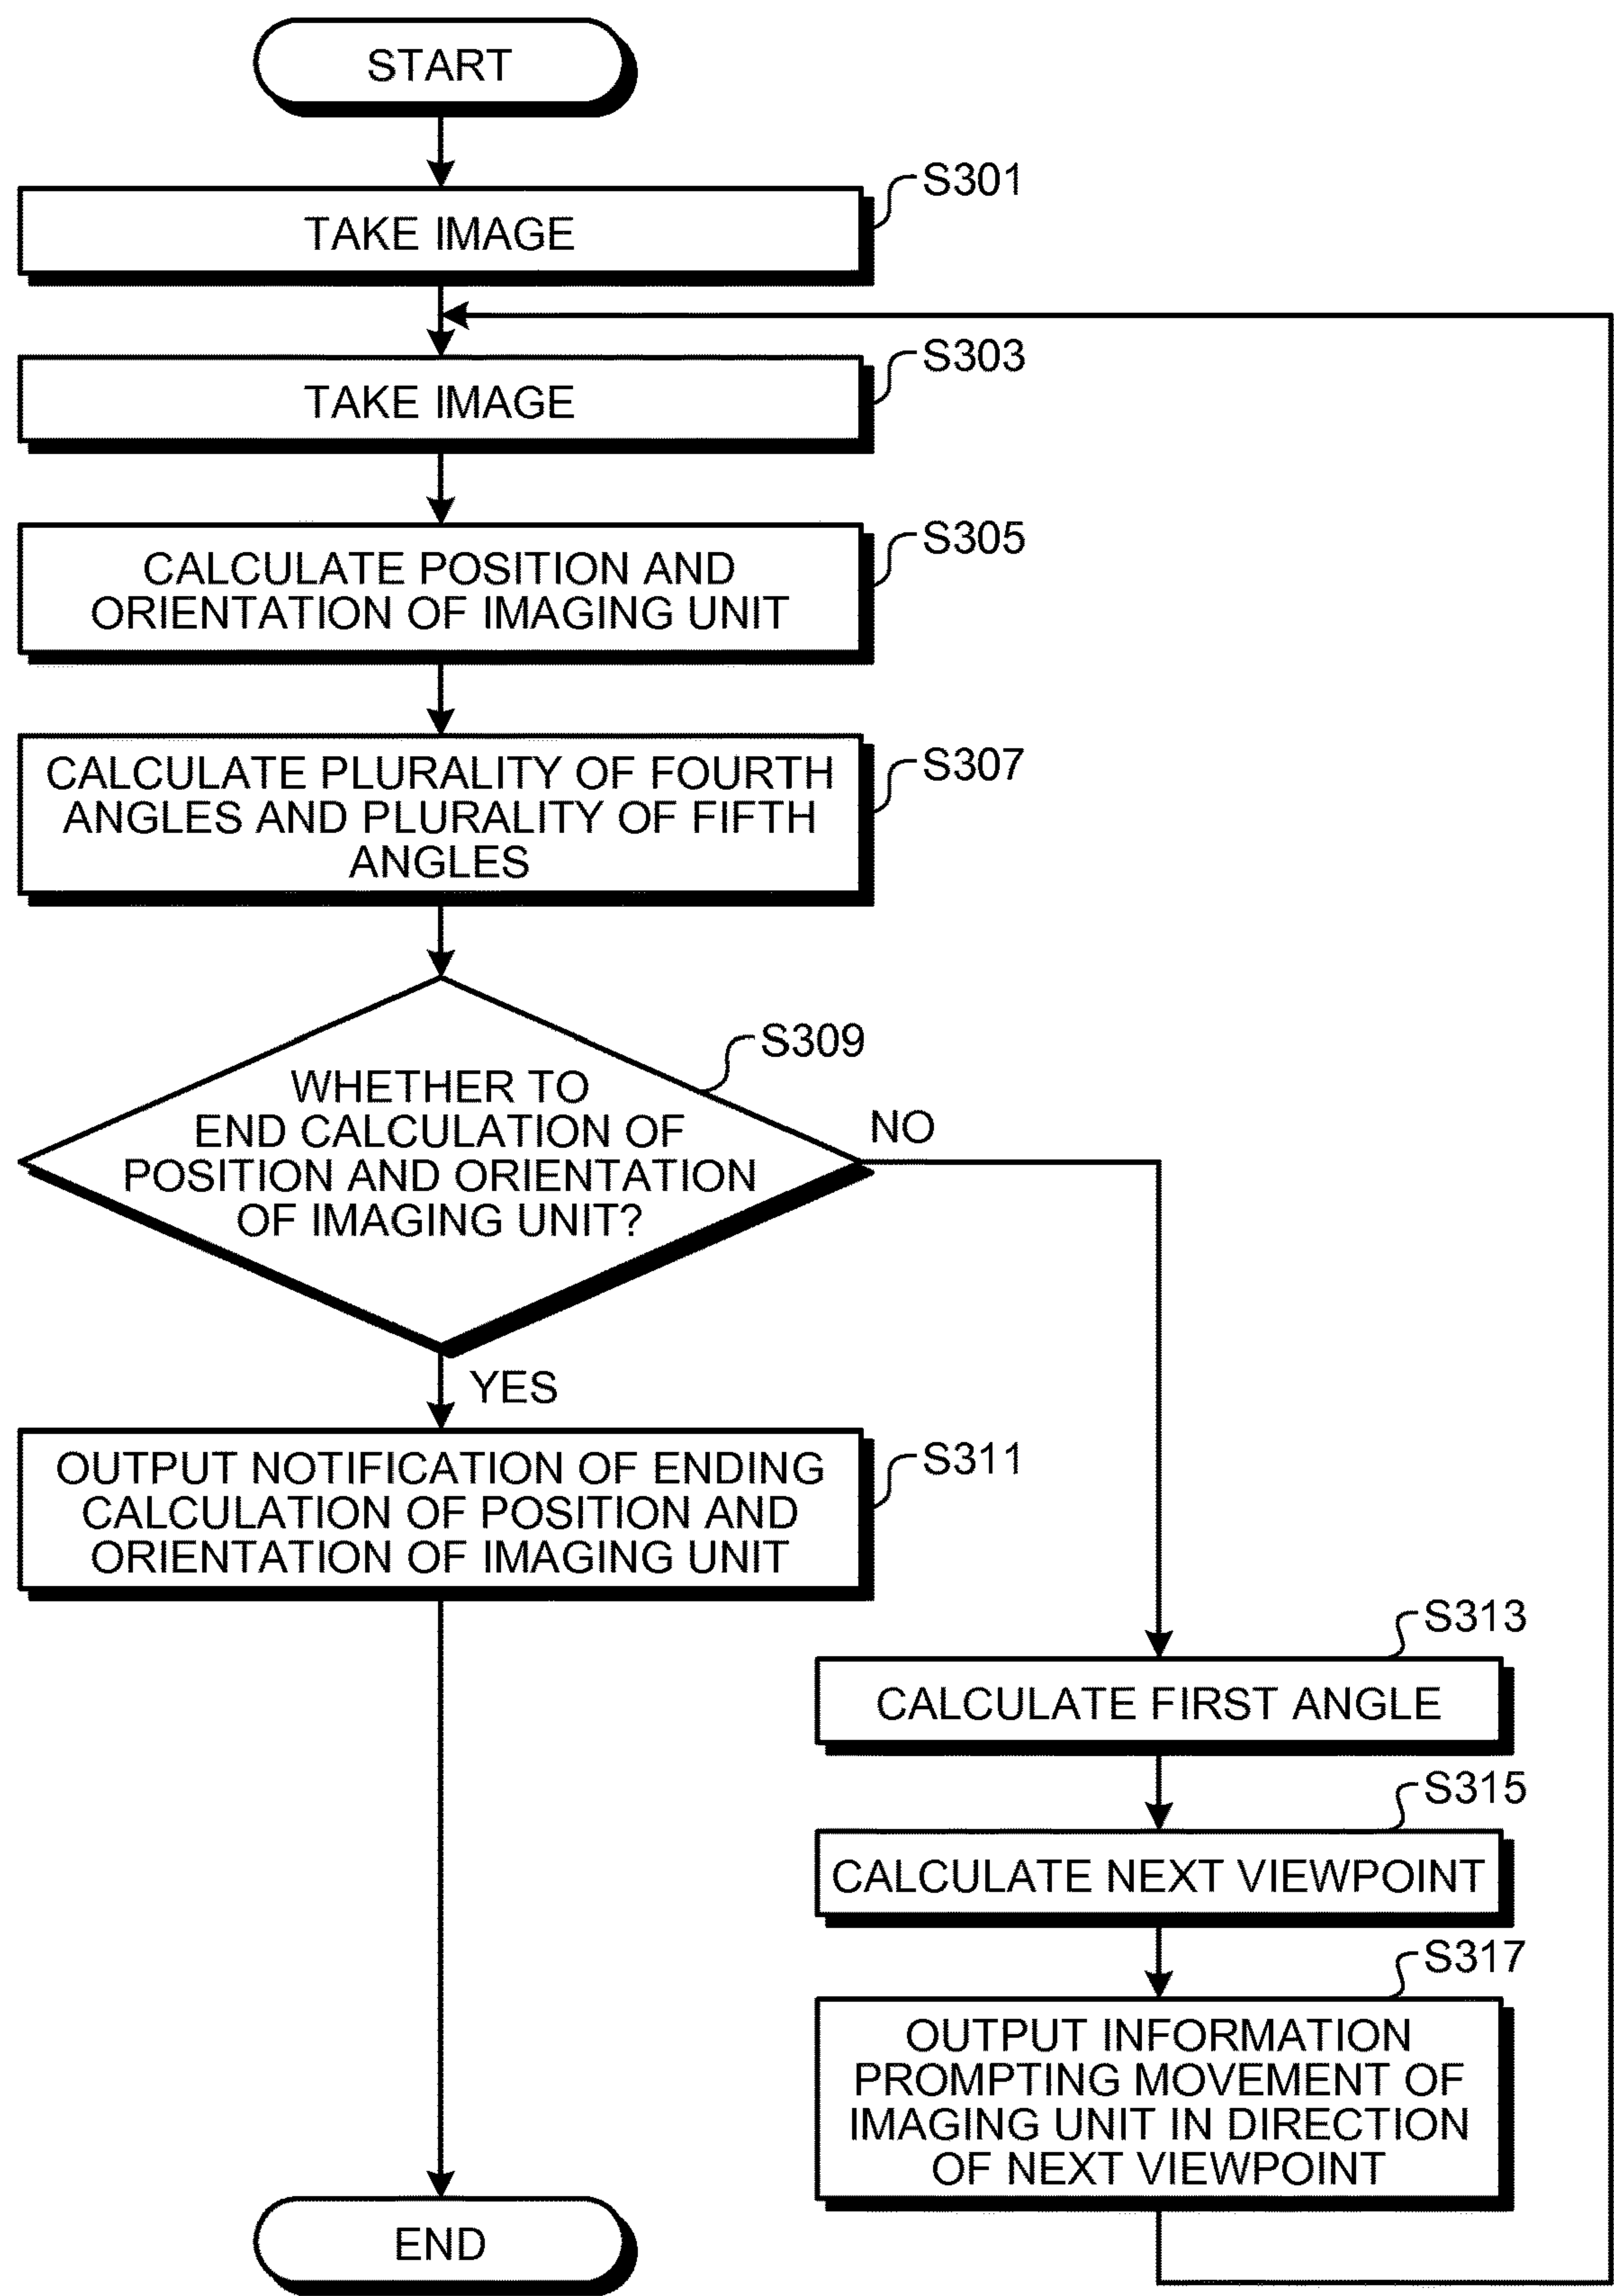 START
S301
TAKE IMAGE
S303
TAKE IMAGE
S305
CALCULATE POSITION AND
ORIENTATION OF IMAGING UNIT
S307
CALCULATE PLURALITY OF FOURTH
ANGLES AND PLURALITY OF FIFTH
ANGLES
S309
WHETHER TO
END CALCULATION OF
POSITION AND ORIENTATION
OF IMAGING UNIT?
NO
YES
S311
OUTPUT NOTIFICATION OF ENDING
CALCULATION OF POSITION AND
ORIENTATION OF IMAGING UNIT
S313
CALCULATE FIRST ANGLE
S315
CALCULATE NEXT VIEWPOINT
S317
OUTPUT INFORMATION
PROMPTING MOVEMENT OF
IMAGING UNIT IN DIRECTION
OF NEXT VIEWPOINT
END